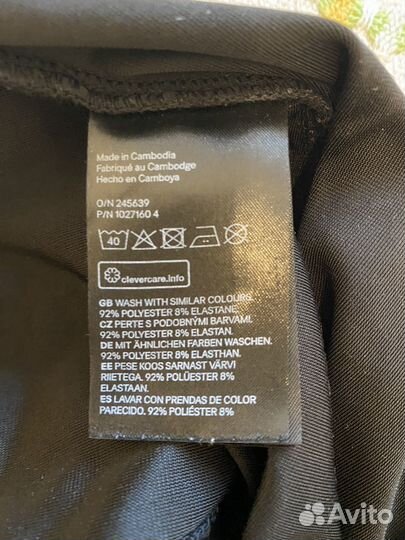 Made in Cambodia
Fabriqué au Cambodge
Hecho en Camboya
O/N 245639
P/N 1027160 4
40
clevercare.info
GB WASH WITH SIMILAR COLOURS.
92% POLYESTER 8% ELASTANE.
CZ PERTE S PODOBNÝMI BARVAMI.
92% POLYESTER 8% ELASTAN.
DE MIT ÄHNLICHEN FARBEN WASCHEN.
92% POLYESTER 8% ELASTHAN.
EE PESE KOOS SARNAST VÄRVI
RIIETEGA. 92% POLÜESTER 8%
ELASTAAN.
ES LAVAR CON PRENDAS DE COLOR
PARECIDO. 92% POLIÉSTER 8%
Avito